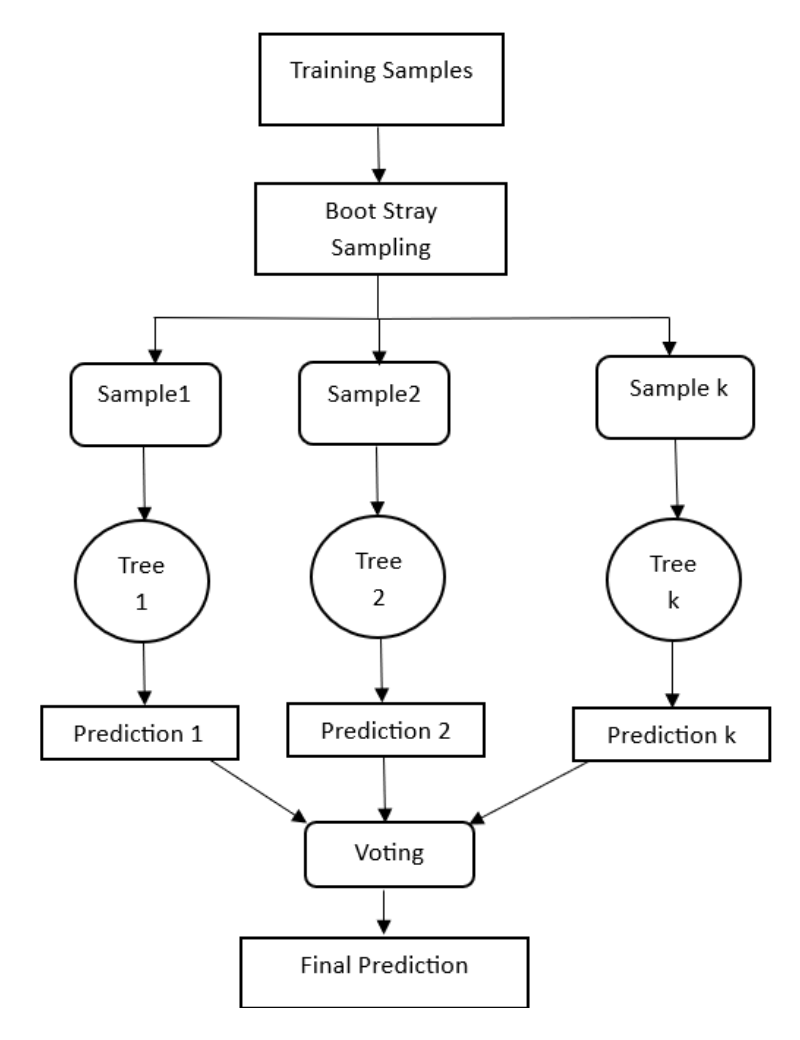 Training Samples
Boot Stray
Sampling
Sample1
Sample2
Sample k
Tree
1
Tree
2
Tree
k
Prediction 1
Prediction 2
Prediction k
Voting
Final Prediction